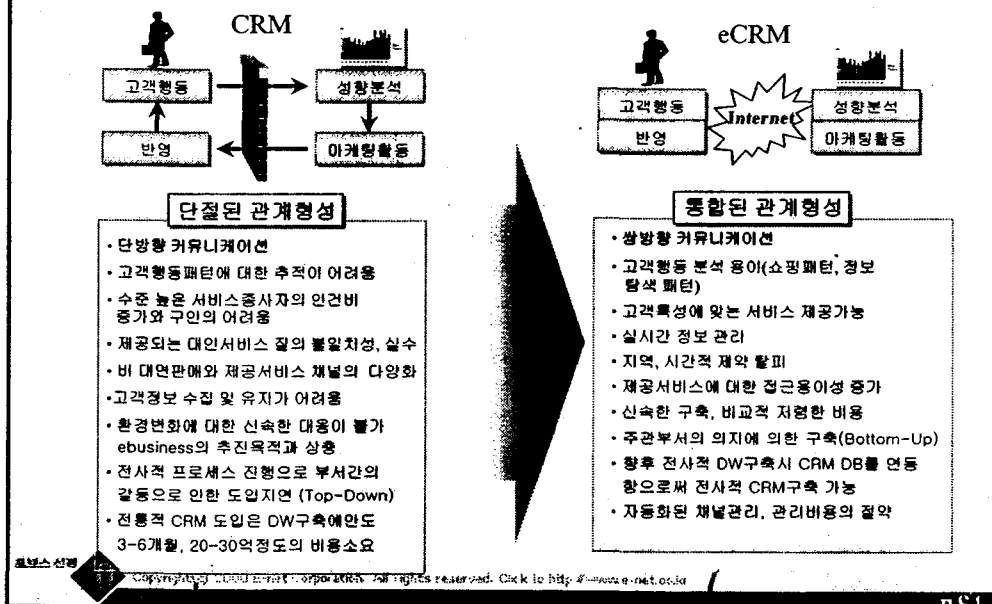 CRM
고객행동
성향분석
반영
마케팅활동
단절된 관계형성
· 단방향 커뮤니케이션
· 고객행동패턴에 대한 추적이 어려움
· 수준 높은 서비스종사자의 인건비
증가와 구인의 어려움
· 제공되는 대인서비스 질의 불일치성, 실수
· 비 대면판매와 제공서비스 채널의 다양화
·고객정보 수집 및 유지가 어려움
· 환경변화에 대한 신속한 대응이 불가
ebusiness의 추진목적과 상충
· 전사적 프로세스 진행으로 부서간의
갈등으로 인한 도입지연 (Top-Down)
· 전통적 CRM 도입은 DW구축에만도
3-6개월, 20-30억정도의 비용소요
eCRM
고객행동
Internet
성향분석
반영
마케팅활동
통합된 관계형성
· 쌍방향 커뮤니케이션
· 고객행동 분석 용이(쇼핑패턴, 정보
탐색 패턴)
· 고객특성에 맞는 서비스 제공가능
· 실시간 정보 관리
· 지역, 시간적 제약 탈피
· 제공서비스에 대한 접근용이성 증가
· 신속한 구축, 비교적 저렴한 비용
· 주관부서의 의지에 의한 구축(Bottom-Up)
· 향후 전사적 DW구축시 CRM DB를 연동
함으로써 전사적 CRM구축 가능
· 자동화된 채널관리, 관리비용의 절약
포브스 선정
Corporation. All rights reserved. Click to http